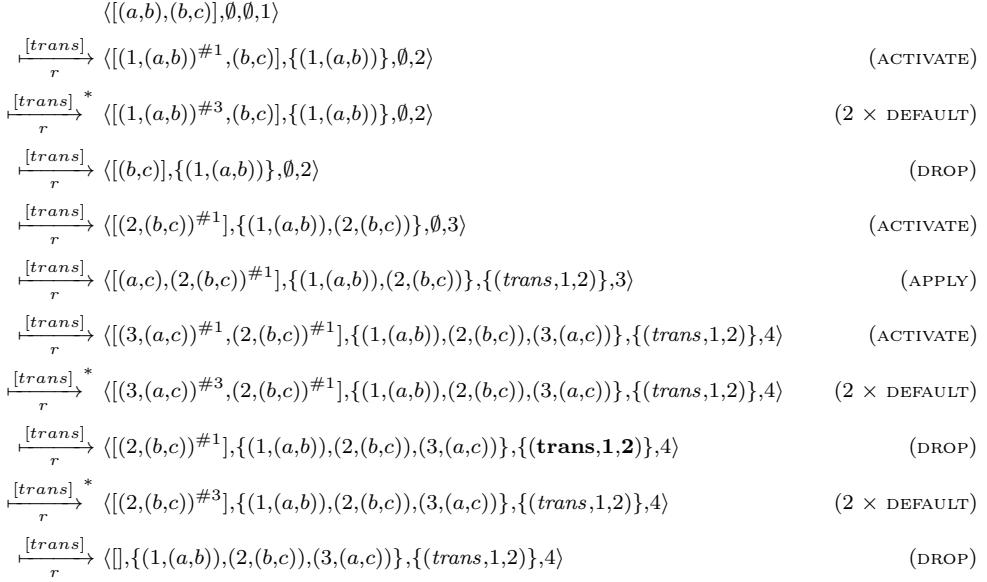 ⟨[(a,b),(b,c)],∅,∅,1⟩
[trans] ↦ r ⟨[(1,(a,b))#1,(b,c)],{(1,(a,b))},∅,2⟩ (ACTIVATE)
[trans] ↦* r ⟨[(1,(a,b))#3,(b,c)],{(1,(a,b))},∅,2⟩ (2 × DEFAULT)
[trans] ↦ r ⟨[(b,c)],{(1,(a,b))},∅,2⟩ (DROP)
[trans] ↦ r ⟨[(2,(b,c))#1],{(1,(a,b)),(2,(b,c))},∅,3⟩ (ACTIVATE)
[trans] ↦ r ⟨[(a,c),(2,(b,c))#1],{(1,(a,b)),(2,(b,c))},{(trans,1,2)},3⟩ (APPLY)
[trans] ↦ r ⟨[(3,(a,c))#1,(2,(b,c))#1],{(1,(a,b)),(2,(b,c)),(3,(a,c))},{(trans,1,2)},4⟩ (ACTIVATE)
[trans] ↦* r ⟨[(3,(a,c))#3,(2,(b,c))#1],{(1,(a,b)),(2,(b,c)),(3,(a,c))},{(trans,1,2)},4⟩ (2 × DEFAULT)
[trans] ↦ r ⟨[(2,(b,c))#1],{(1,(a,b)),(2,(b,c)),(3,(a,c))},{(trans,1,2)},4⟩ (DROP)
[trans] ↦* r ⟨[(2,(b,c))#3],{(1,(a,b)),(2,(b,c)),(3,(a,c))},{(trans,1,2)},4⟩ (2 × DEFAULT)
[trans] ↦ r ⟨[],{(1,(a,b)),(2,(b,c)),(3,(a,c))},{(trans,1,2)},4⟩ (DROP)